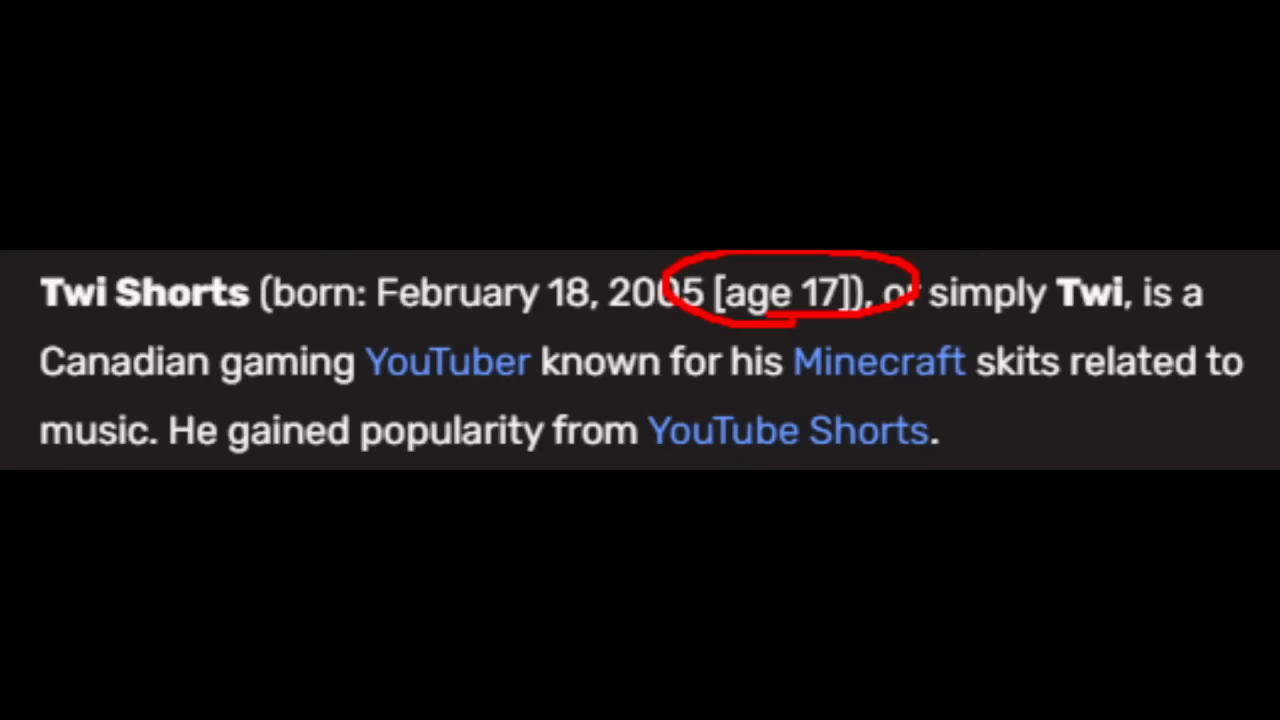 Twi Shorts (born: February 18, 2005 [age 17]), or simply Twi, is a
Canadian gaming YouTuber known for his Minecraft skits related to
music. He gained popularity from YouTube Shorts.